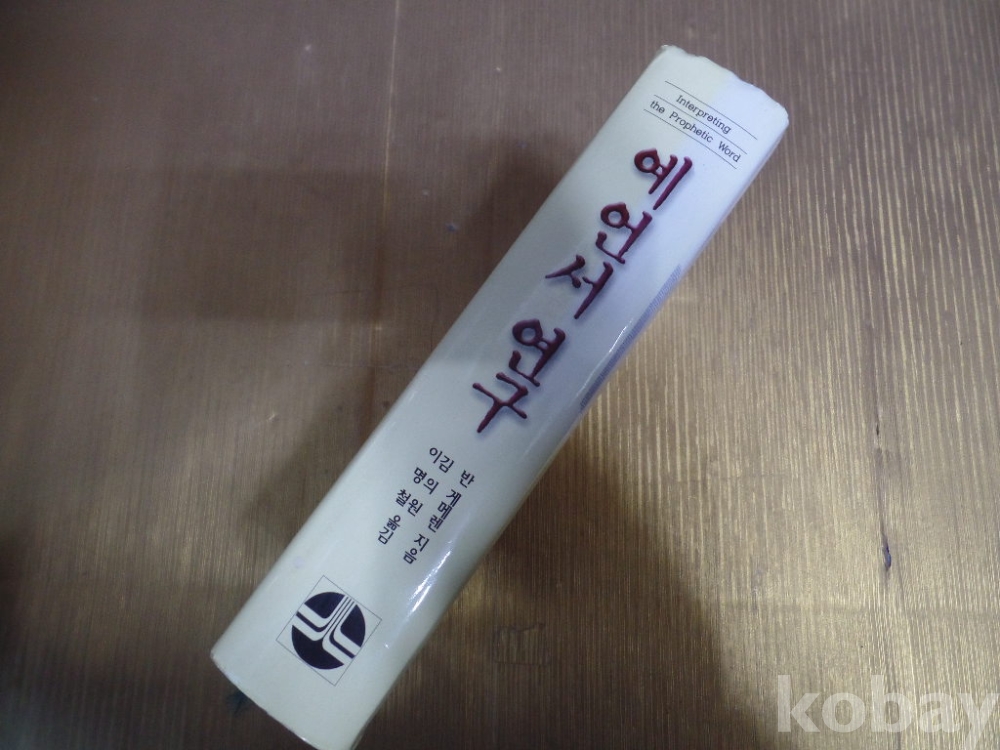 Interpreting
the Prophetic Word
예언서 연구
반 게메렌 지음
김의원
이명철 옮김
kobay